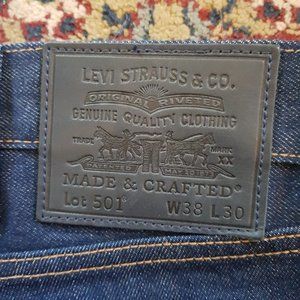 LEVI STRAUSS & CO.
ORIGINAL RIVETED
GENUINE QUALITY CLOTHING
TRADE MARK
XX
MADE & CRAFTED®
Lot 501® W38 L30